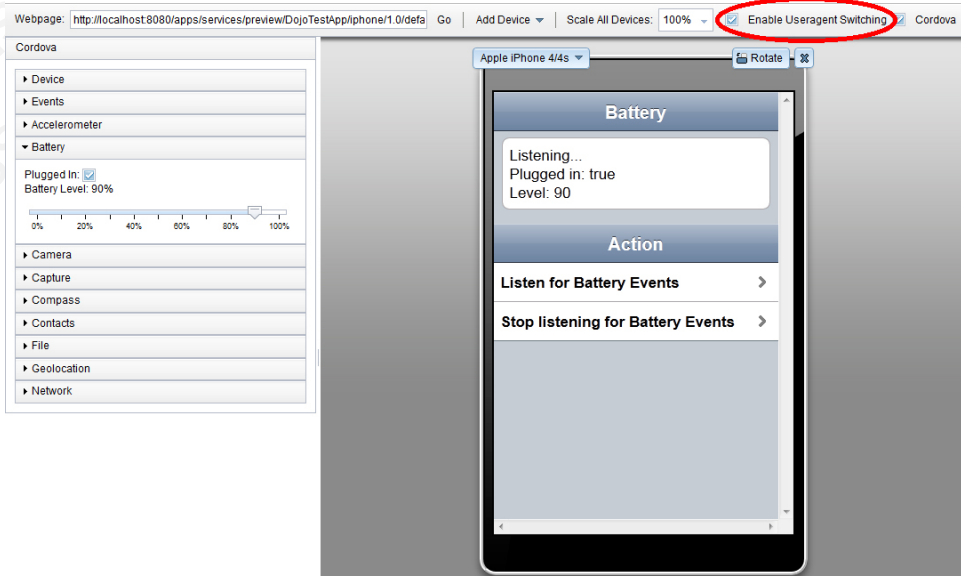 Webpage: http://localhost:8080/apps/services/preview/DojoTestApp/iphone/1.0/defa Go Add Device Scale All Devices: 100% Enable Useragent Switching Cordova
Cordova
Device
Events
Accelerometer
Battery
Plugged In:
Battery Level: 90%
0% 20% 40% 60% 80% 100%
Camera
Capture
Compass
Contacts
File
Geolocation
Network
Apple iPhone 4/4s Rotate
Battery
Listening...
Plugged in: true
Level: 90
Action
Listen for Battery Events
Stop listening for Battery Events